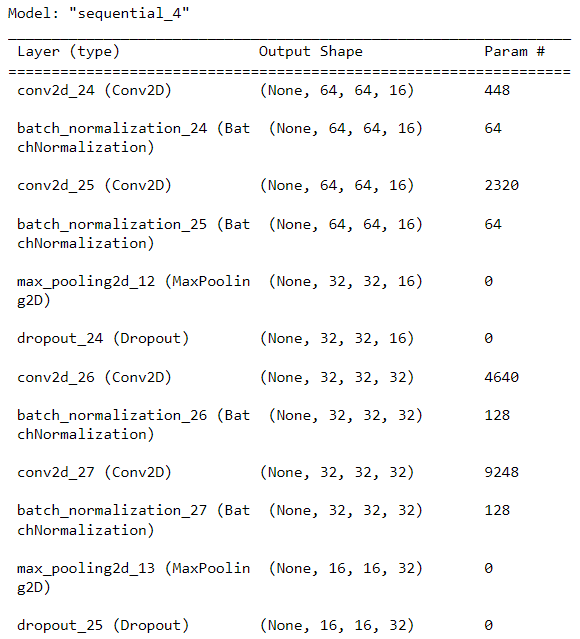 Model: "sequential_4"
_________________________________________________________________
Layer (type) Output Shape Param #
=================================================================
conv2d_24 (Conv2D) (None, 64, 64, 16) 448
batch_normalization_24 (Bat (None, 64, 64, 16) 64
chNormalization)
conv2d_25 (Conv2D) (None, 64, 64, 16) 2320
batch_normalization_25 (Bat (None, 64, 64, 16) 64
chNormalization)
max_pooling2d_12 (MaxPoolin (None, 32, 32, 16) 0
g2D)
dropout_24 (Dropout) (None, 32, 32, 16) 0
conv2d_26 (Conv2D) (None, 32, 32, 32) 4640
batch_normalization_26 (Bat (None, 32, 32, 32) 128
chNormalization)
conv2d_27 (Conv2D) (None, 32, 32, 32) 9248
batch_normalization_27 (Bat (None, 32, 32, 32) 128
chNormalization)
max_pooling2d_13 (MaxPoolin (None, 16, 16, 32) 0
g2D)
dropout_25 (Dropout) (None, 16, 16, 32) 0